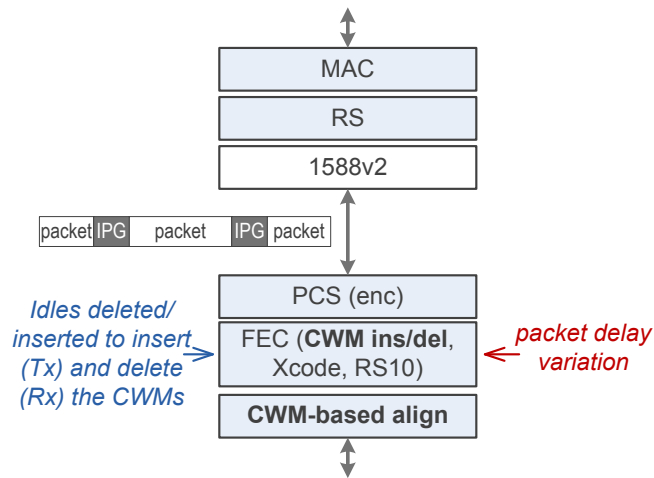 MAC
RS
1588v2
packet IPG packet IPG packet
PCS (enc)
Idles deleted/
inserted to insert
(Tx) and delete
(Rx) the CWMs
FEC (CWM ins/del,
Xcode, RS10)
packet delay
variation
CWM-based align